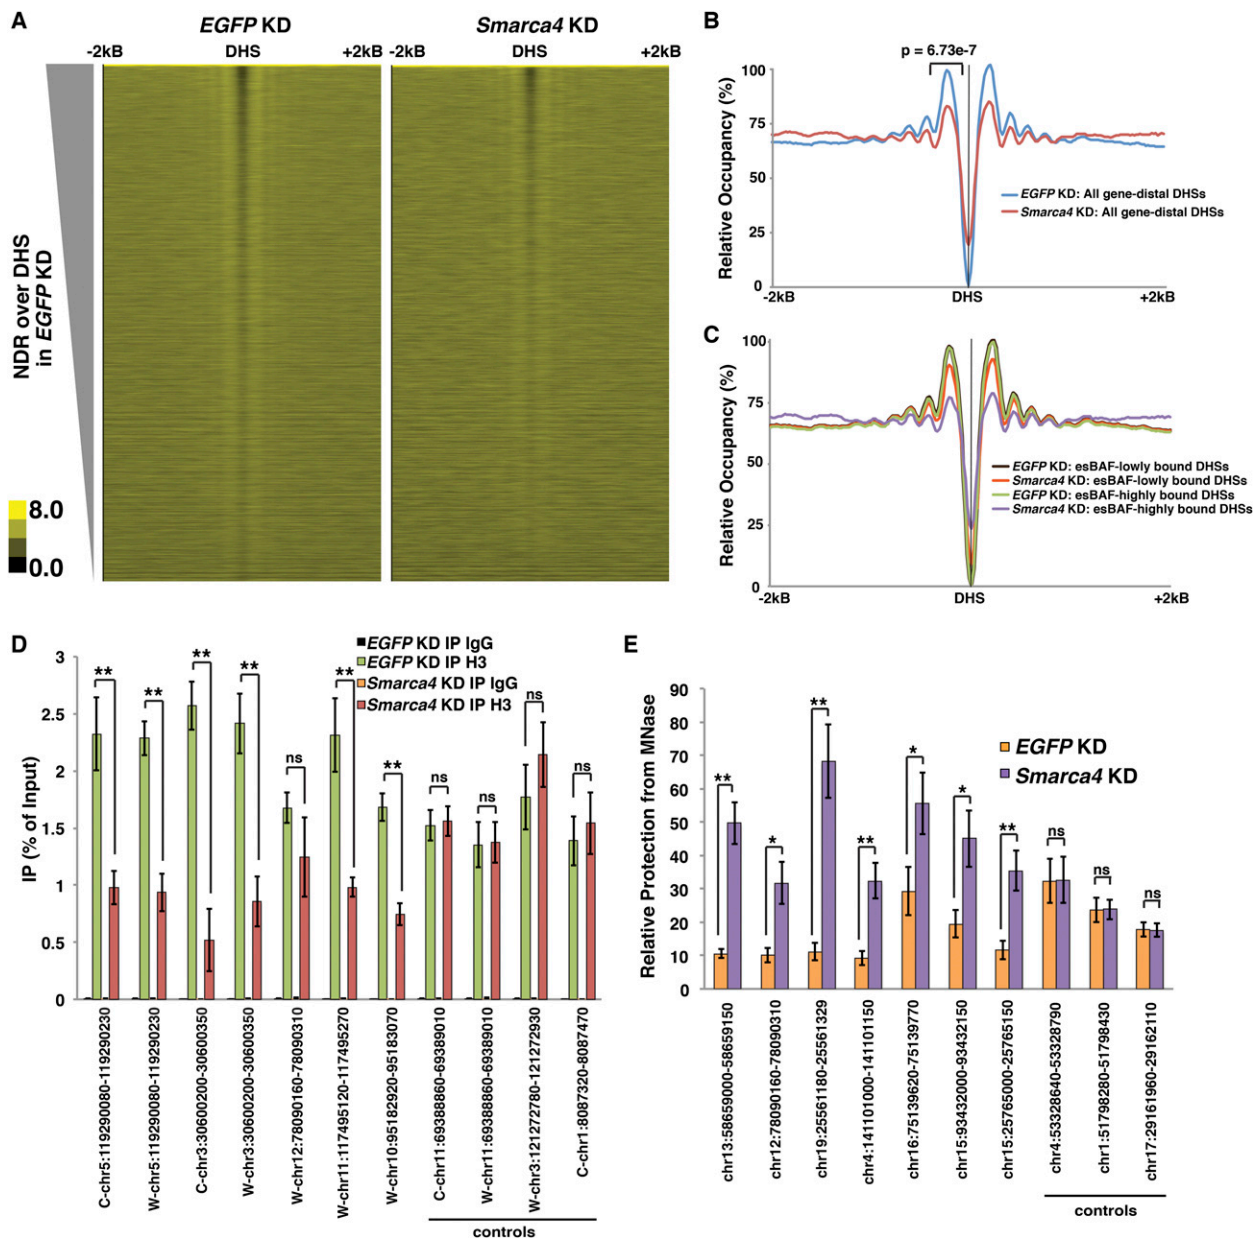 A
EGFP KD
Smarca4 KD
-2kB DHS +2kB
-2kB DHS +2kB
NDR over DHS
in EGFP KD
8.0
0.0
B
p = 6.73e-7
Relative Occupancy (%)
100
75
50
25
0
EGFP KD: All gene-distal DHSs
Smarca4 KD: All gene-distal DHSs
-2kB DHS +2kB
C
Relative Occupancy (%)
100
75
50
25
0
EGFP KD: esBAF-lowly bound DHSs
Smarca4 KD: esBAF-lowly bound DHSs
EGFP KD: esBAF-highly bound DHSs
Smarca4 KD: esBAF-highly bound DHSs
-2kB DHS +2kB
D
EGFP KD IP IgG
EGFP KD IP H3
Smarca4 KD IP IgG
Smarca4 KD IP H3
IP (% of Input)
3
2.5
2
1.5
1
0.5
0
** ** ** ** ns ** ** ns ns ns ns
C-chr5:119290080-119290230
W-chr5:119290080-119290230
C-chr3:30600200-30600350
W-chr3:30600200-30600350
W-chr12:78090160-78090310
W-chr11:117495120-117495270
W-chr10:95182920-95183070
C-chr11:69388860-69389010
W-chr11:69388860-69389010
W-chr3:121272780-121272930
C-chr1:8087320-8087470
controls
E
EGFP KD
Smarca4 KD
Relative Protection from MNase
90
80
70
60
50
40
30
20
10
0
** * ** ** * * ** ns ns ns
chr13:58659000-58659150
chr12:78090160-78090310
chr19:25561180-25561329
chr4:141101000-141101150
chr16:75139620-75139770
chr15:93432000-93432150
chr15:25765000-25765150
chr4:53328640-53328790
chr1:51798280-51798430
chr17:29161960-29162110
controls